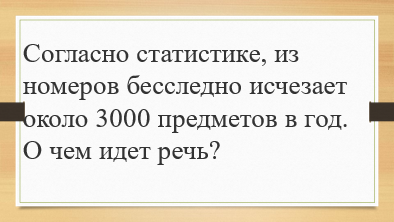 Согласно статистике, из
номеров бесследно исчезает
около 3000 предметов в год.
О чем идет речь?